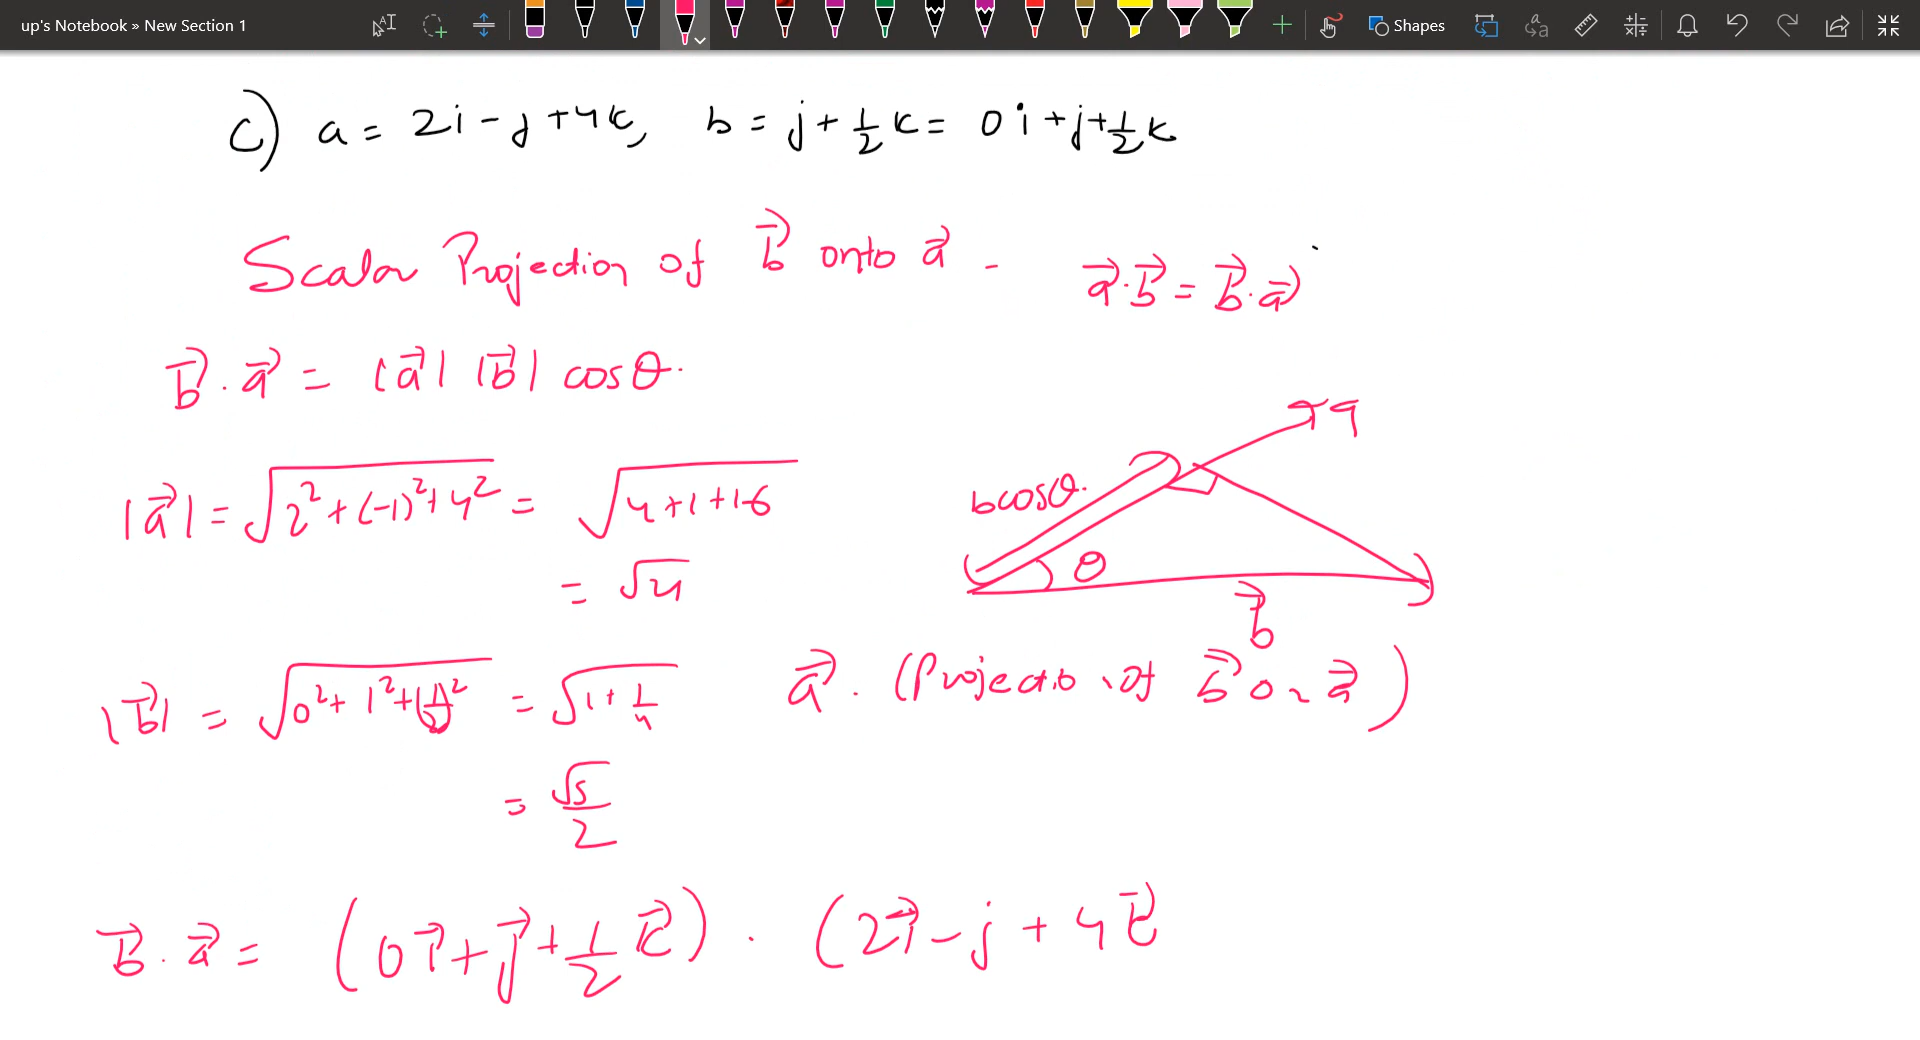 up's Notebook » New Section 1
Shapes
c) a = 2i - j + 4k, b = j + 1/2 k = 0i + j + 1/2 k
Scalar Projection of b⃗ onto a⃗ - a⃗.b⃗ = b⃗.a⃗
b⃗ . a⃗ = |a⃗| |b⃗| cosθ.
|a⃗| = √(2² + (-1)² + 4²) = √(4+1+16)
= √21
a
bcosθ.
θ
b⃗
|b⃗| = √(0² + 1² + (1/2)²) = √(1 + 1/4)
a⃗ . (Projectio of b⃗ on a⃗)
= √5/2
b⃗ . a⃗ = (0i⃗ + j⃗ + 1/2 k⃗) . (2i⃗ - j + 4k⃗